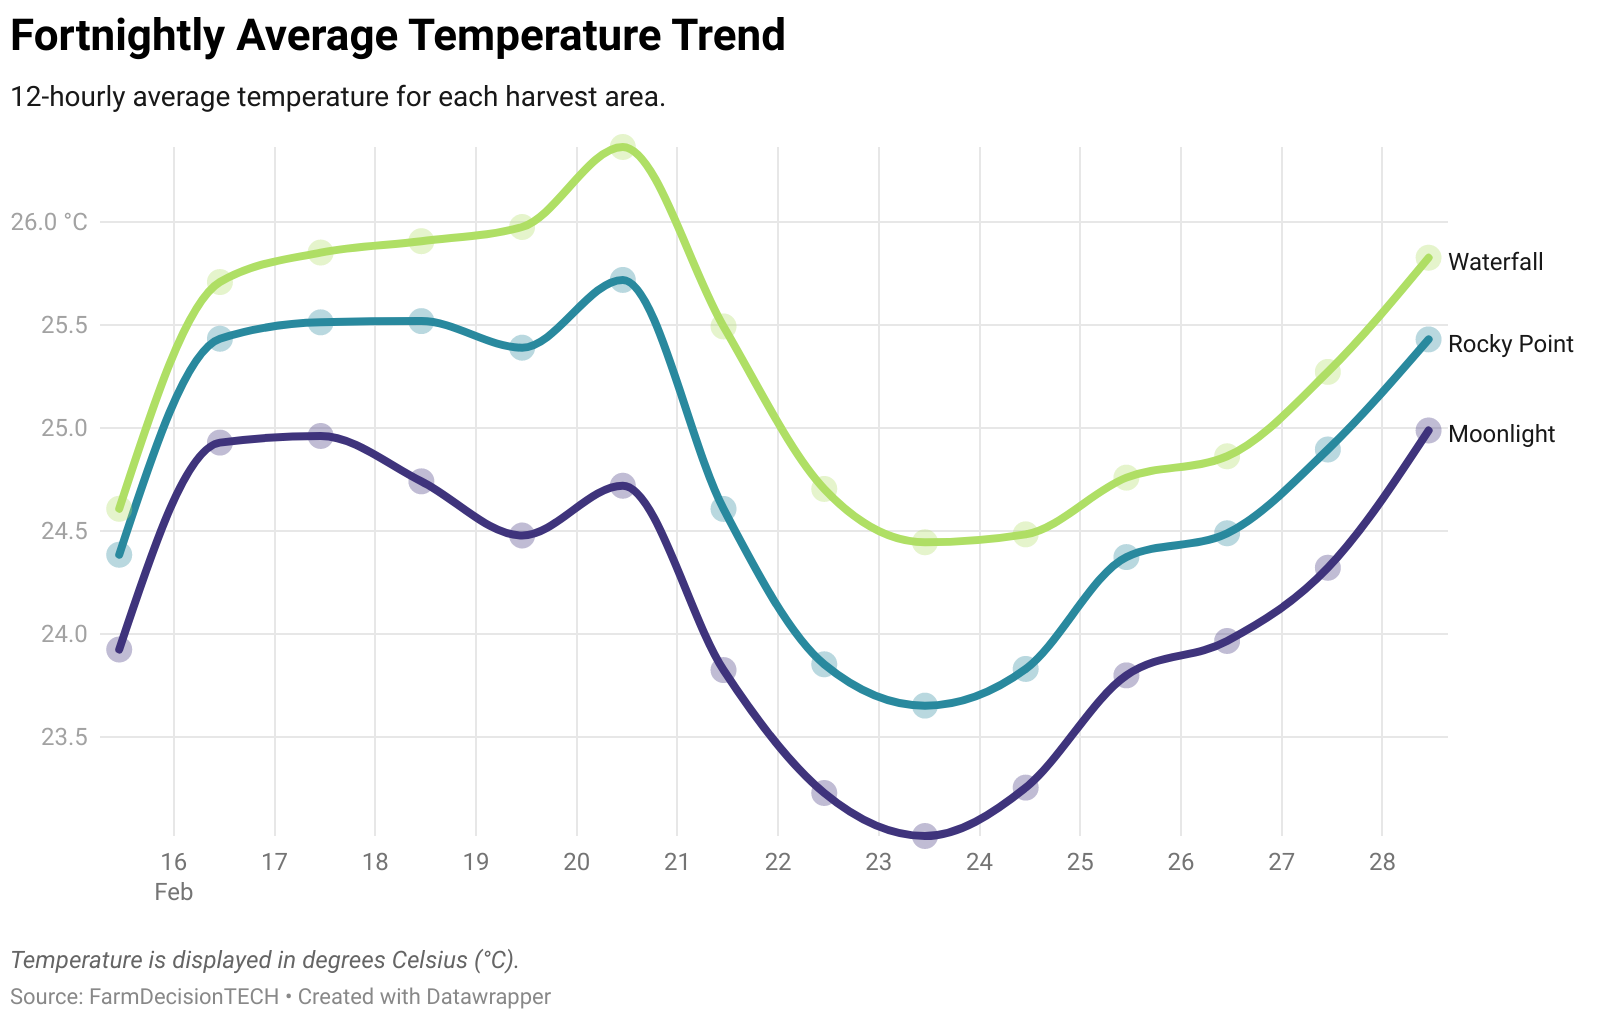 Fortnightly Average Temperature Trend
12-hourly average temperature for each harvest area.
26.0 °C
25.5
25.0
24.5
24.0
23.5
Waterfall
Rocky Point
Moonlight
16 17 18 19 20 21 22 23 24 25 26 27 28
Feb
Temperature is displayed in degrees Celsius (°C).
Source: FarmDecisionTECH • Created with Datawrapper